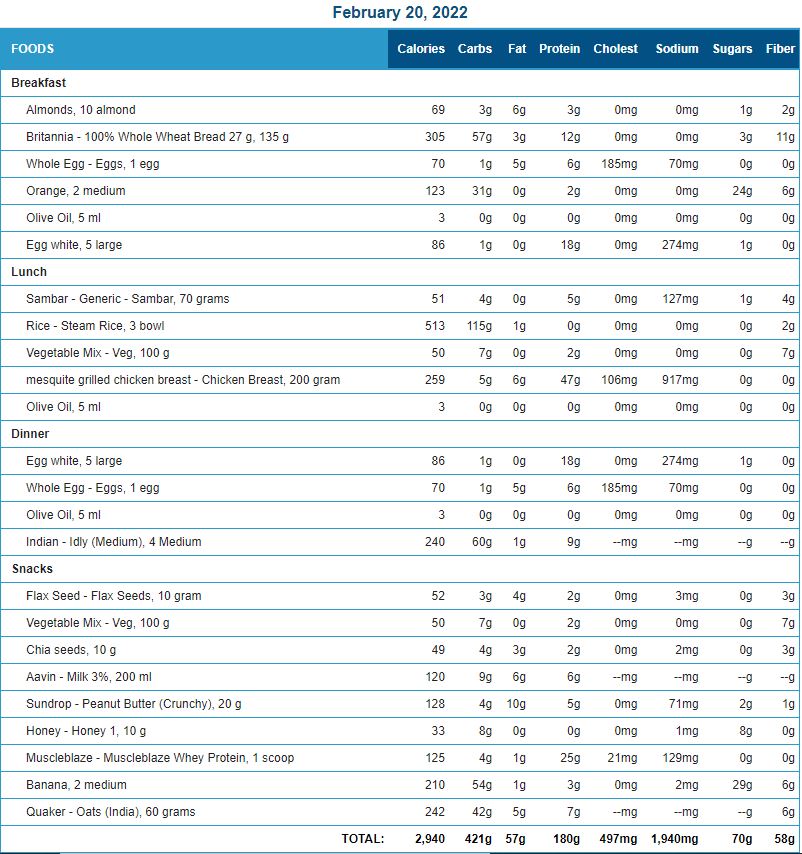 February 20, 2022
FOODS Calories Carbs Fat Protein Cholest Sodium Sugars Fiber
Breakfast
Almonds, 10 almond 69 3g 6g 3g 0mg 0mg 1g 2g
Britannia - 100% Whole Wheat Bread 27 g, 135 g 305 57g 3g 12g 0mg 0mg 3g 11g
Whole Egg - Eggs, 1 egg 70 1g 5g 6g 185mg 70mg 0g 0g
Orange, 2 medium 123 31g 0g 2g 0mg 0mg 24g 6g
Olive Oil, 5 ml 3 0g 0g 0g 0mg 0mg 0g 0g
Egg white, 5 large 86 1g 0g 18g 0mg 274mg 1g 0g
Lunch
Sambar - Generic - Sambar, 70 grams 51 4g 0g 5g 0mg 127mg 1g 4g
Rice - Steam Rice, 3 bowl 513 115g 1g 0g 0mg 0mg 0g 2g
Vegetable Mix - Veg, 100 g 50 7g 0g 2g 0mg 0mg 0g 7g
mesquite grilled chicken breast - Chicken Breast, 200 gram 259 5g 6g 47g 106mg 917mg 0g 0g
Olive Oil, 5 ml 3 0g 0g 0g 0mg 0mg 0g 0g
Dinner
Egg white, 5 large 86 1g 0g 18g 0mg 274mg 1g 0g
Whole Egg - Eggs, 1 egg 70 1g 5g 6g 185mg 70mg 0g 0g
Olive Oil, 5 ml 3 0g 0g 0g 0mg 0mg 0g 0g
Indian - Idly (Medium), 4 Medium 240 60g 1g 9g --mg --mg --g --g
Snacks
Flax Seed - Flax Seeds, 10 gram 52 3g 4g 2g 0mg 3mg 0g 3g
Vegetable Mix - Veg, 100 g 50 7g 0g 2g 0mg 0mg 0g 7g
Chia seeds, 10 g 49 4g 3g 2g 0mg 2mg 0g 3g
Aavin - Milk 3%, 200 ml 120 9g 6g 6g --mg --mg --g --g
Sundrop - Peanut Butter (Crunchy), 20 g 128 4g 10g 5g 0mg 71mg 2g 1g
Honey - Honey 1, 10 g 33 8g 0g 0g 0mg 1mg 8g 0g
Muscleblaze - Muscleblaze Whey Protein, 1 scoop 125 4g 1g 25g 21mg 129mg 0g 0g
Banana, 2 medium 210 54g 1g 3g 0mg 2mg 29g 6g
Quaker - Oats (India), 60 grams 242 42g 5g 7g --mg --mg --g 6g
TOTAL: 2,940 421g 57g 180g 497mg 1,940mg 70g 58g